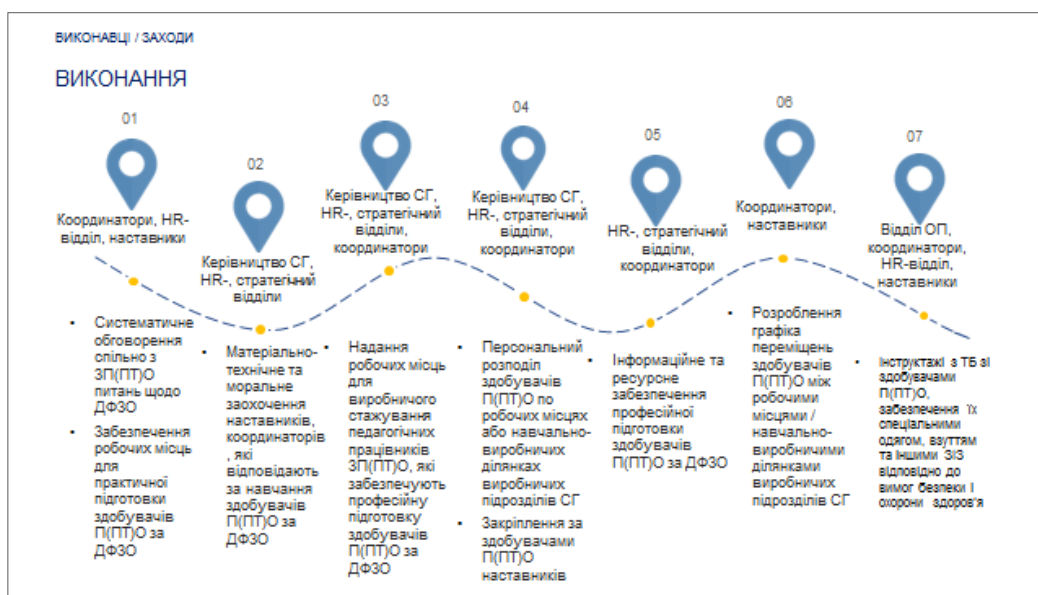 ВИКОНАВЦІ / ЗАХОДИ
ВИКОНАННЯ
01
Координатори, HR-
відділ, наставники
• Систематичне
обговорення
спільно з
ЗП(ПТ)О
питань щодо
ДФЗО
• Забезпечення
робочих місць
для
практичної
підготовки
здобувачів
П(ПТ)О за
ДФЗО
02
Керівництво СГ,
HR-, стратегічний
відділи
• Матеріально-
технічне та
моральне
заохочення
наставників,
координаторів
, які
відповідають
за навчання
здобувачів
П(ПТ)О за
ДФЗО
03
Керівництво СГ,
HR-, стратегічний
відділи,
координатори
• Надання
робочих місць
для
виробничого
стажування
педагогічних
працівників
ЗП(ПТ)О, які
забезпечують
професійну
підготовку
здобувачів
П(ПТ)О за
ДФЗО
04
Керівництво СГ,
HR-, стратегічний
відділи,
координатори
• Персональний
розподіл
здобувачів
П(ПТ)О по
робочих місцях
або навчально-
виробничих
ділянках
виробничих
підрозділів СГ
• Закріплення за
здобувачами
П(ПТ)О
наставників
05
HR-, стратегічний
відділи,
координатори
• Інформаційне та
ресурсне
забезпечення
професійної
підготовки
здобувачів
П(ПТ)О за ДФЗО
06
Координатори,
наставники
• Розроблення
графіка
переміщень
здобувачів
П(ПТ)О між
робочими
місцями /
навчально-
виробничими
ділянками
виробничих
підрозділів СГ
07
Відділ ОП,
координатори,
HR-відділ,
наставники
• Інструктажі з ТБ зі
здобувачами
П(ПТ)О,
забезпечення їх
спеціальними
одягом, взуттям
та іншими ЗІЗ
відповідно до
вимог безпеки і
охорони здоров'я